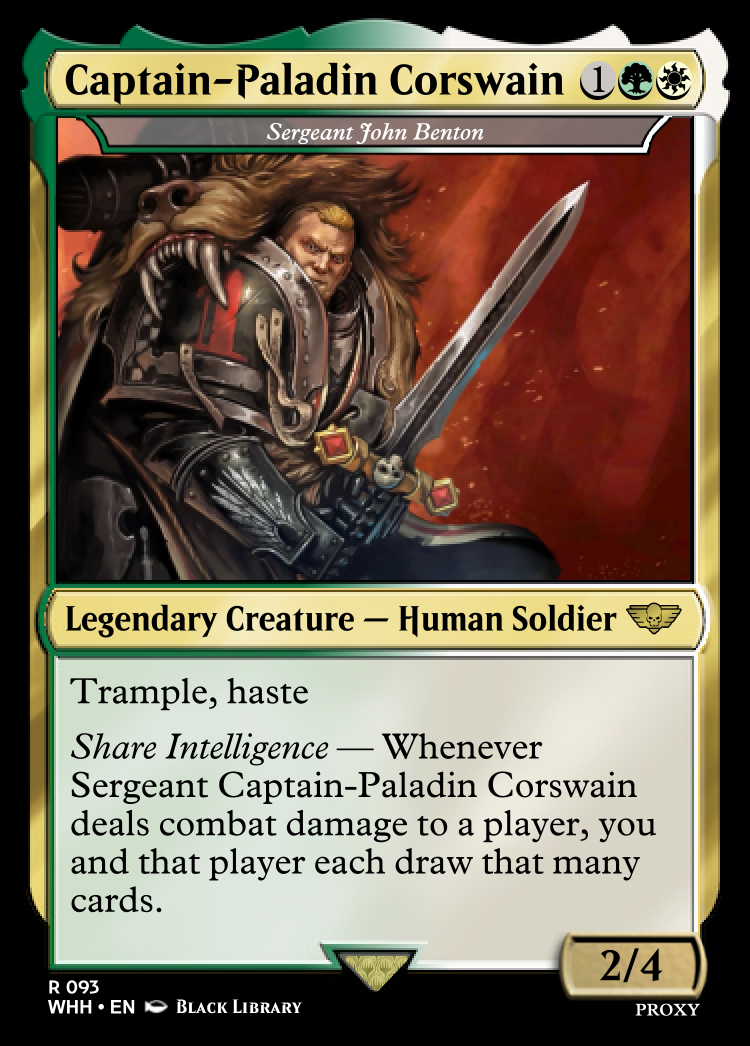 Captain-Paladin Corswain 1
Sergeant John Benton
Legendary Creature — Human Soldier
Trample, haste
Share Intelligence — Whenever
Sergeant Captain-Paladin Corswain
deals combat damage to a player, you
and that player each draw that many
cards.
2/4
R 093
WHH • EN BLACK LIBRARY
PROXY